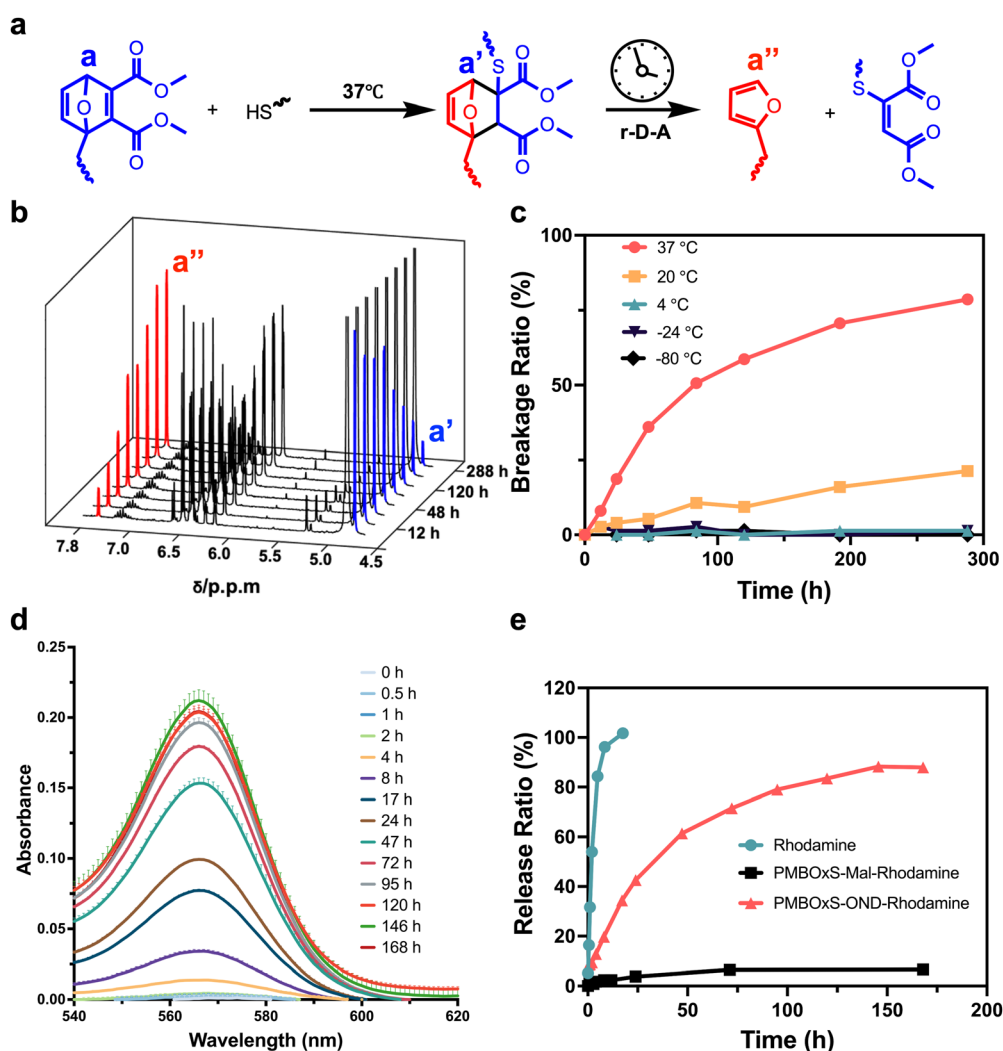 a
a
O
O
O
O
O
+
HS
37℃
S
a'
O
O
O
O
O
r-D-A
a''
O
+
S
O
O
O
O
b
a''
a'
288 h
120 h
48 h
12 h
7.8 7.0 6.5 6.0 5.5 5.0 4.5
δ/p.p.m
c
100
50
0
0 100 200 300
Breakage Ratio (%)
Time (h)
37 °C
20 °C
4 °C
-24 °C
-80 °C
d
0.25
0.20
0.15
0.10
0.05
0.00
540 560 580 600 620
Absorbance
Wavelength (nm)
0 h
0.5 h
1 h
2 h
4 h
8 h
17 h
24 h
47 h
72 h
95 h
120 h
146 h
168 h
e
120
100
80
60
40
20
0
0 50 100 150 200
Release Ratio (%)
Time (h)
Rhodamine
PMBOxS-Mal-Rhodamine
PMBOxS-OND-Rhodamine